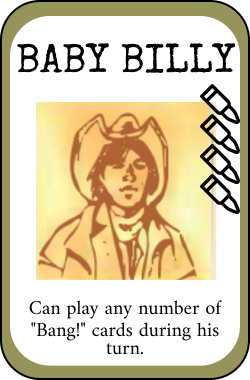 BABY BILLY
Can play any number of
"Bang!" cards during his
turn.